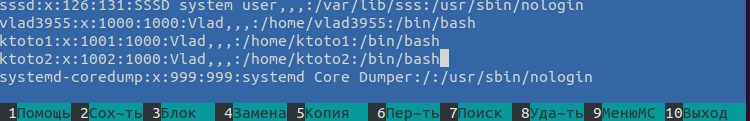 sssd:x:126:131:SSSD system user,,,:/var/lib/sss:/usr/sbin/nologin
vlad3955:x:1000:1000:Vlad,,,:/home/vlad3955:/bin/bash
ktoto1:x:1001:1000:Vlad,,,:/home/ktoto1:/bin/bash
ktoto2:x:1002:1000:Vlad,,,:/home/ktoto2:/bin/bash
systemd-coredump:x:999:999:systemd Core Dumper:/:/usr/sbin/nologin
1Помощь 2Сох~ть 3Блок 4Замена 5Копия 6Пер~ть 7Поиск 8Уда~ть 9МенюMC 10Выход